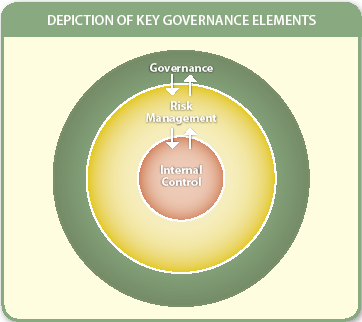 DEPICTION OF KEY GOVERNANCE ELEMENTS
Governance
Risk
Management
Internal
Control